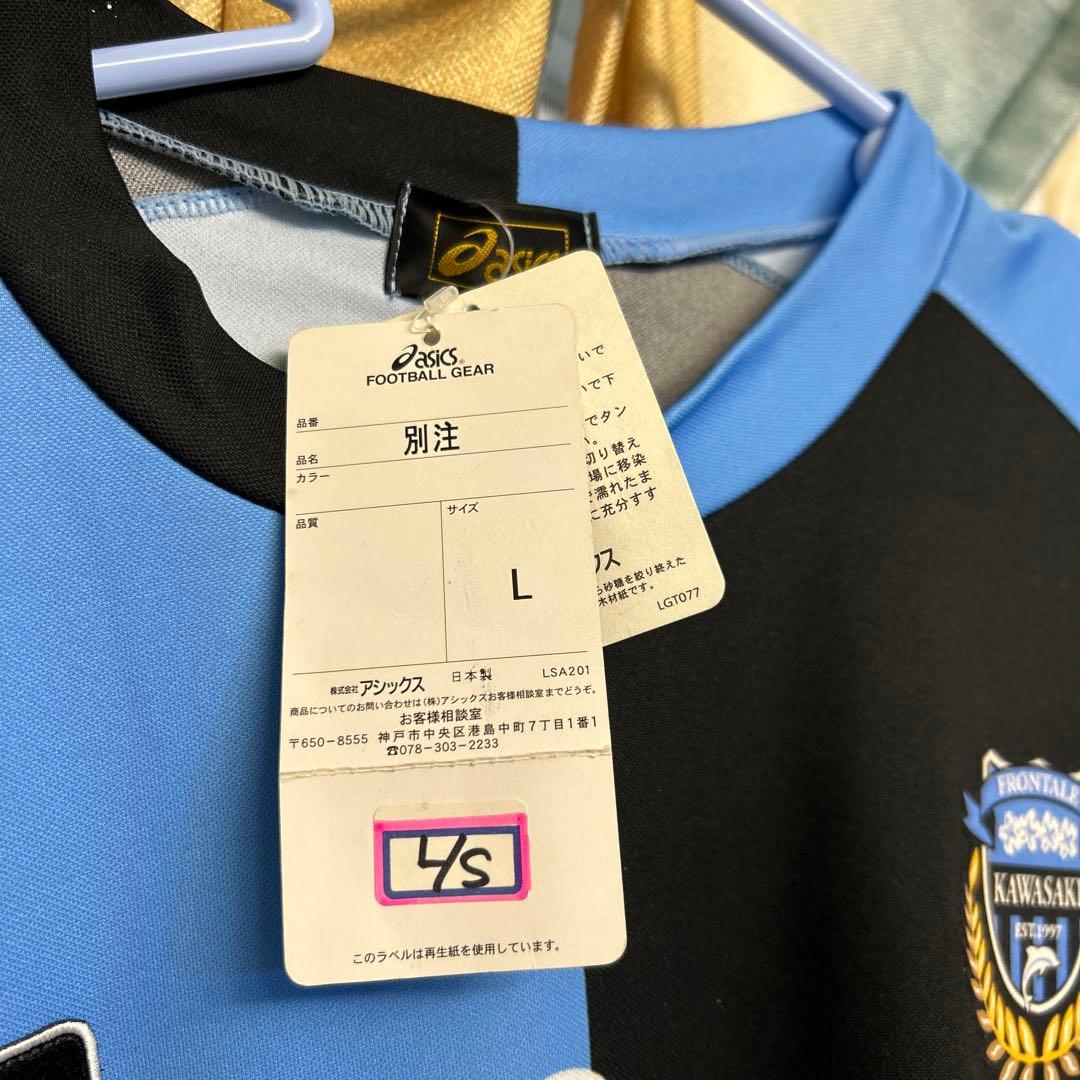 asics
asics
FOOTBALL GEAR
品番
別注
品名
カラー
品質
サイズ
L
株式会社 アシックス 日本製 LSA201
商品についてのお問い合わせは(株)アシックスお客様相談室までどうぞ。
お客様相談室
〒650-8555 神戸市中央区港島中町7丁目1番1
☎078-303-2233
L/S
このラベルは再生紙を使用しています。
いで
いで下
でタン
い。
切り替え
場に移染
濡れたま
に充分すす
ックス
ら砂糖を絞り終えた
木材紙です。
LGT077
FRONTALE
KAWASAKI
EST.1997